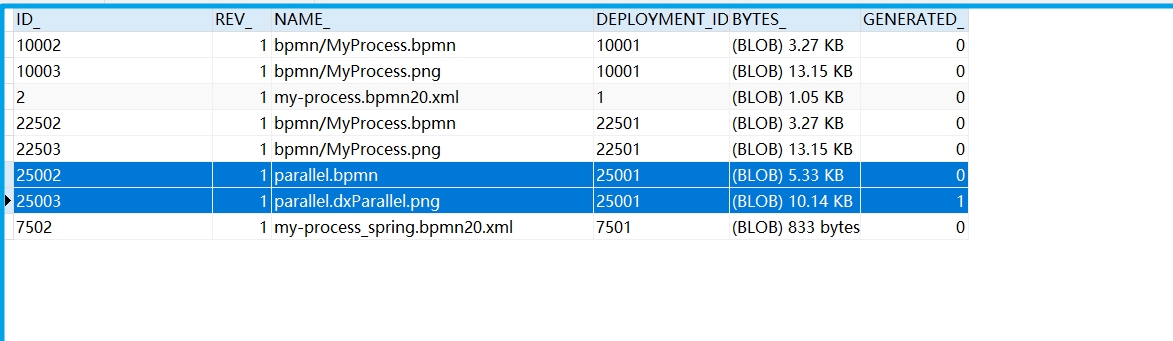 ID_ REV_ NAME_ DEPLOYMENT_ID BYTES_ GENERATED_
10002 1 bpmn/MyProcess.bpmn 10001 (BLOB) 3.27 KB 0
10003 1 bpmn/MyProcess.png 10001 (BLOB) 13.15 KB 0
2 1 my-process.bpmn20.xml 1 (BLOB) 1.05 KB 0
22502 1 bpmn/MyProcess.bpmn 22501 (BLOB) 3.27 KB 0
22503 1 bpmn/MyProcess.png 22501 (BLOB) 13.15 KB 0
25002 1 parallel.bpmn 25001 (BLOB) 5.33 KB 0
25003 1 parallel.dxParallel.png 25001 (BLOB) 10.14 KB 1
7502 1 my-process_spring.bpmn20.xml 7501 (BLOB) 833 bytes 0